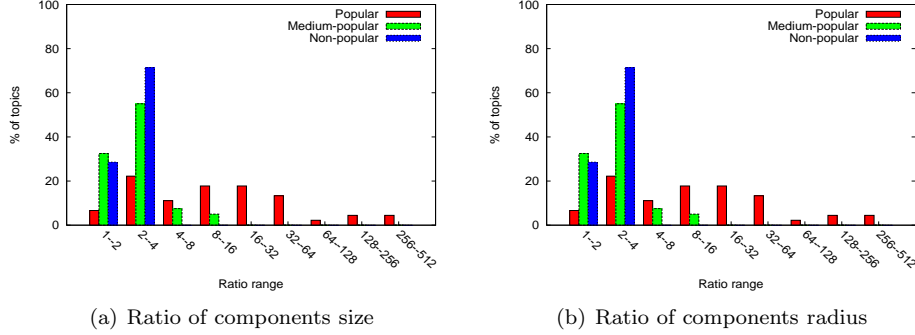 100
80
60
40
20
0
% of topics
Popular
Medium-popular
Non-popular
1--2
2--4
4--8
8--16
16--32
32--64
64--128
128--256
256--512
Ratio range
(a) Ratio of components size
100
80
60
40
20
0
% of topics
Popular
Medium-popular
Non-popular
1--2
2--4
4--8
8--16
16--32
32--64
64--128
128--256
256--512
Ratio range
(b) Ratio of components radius